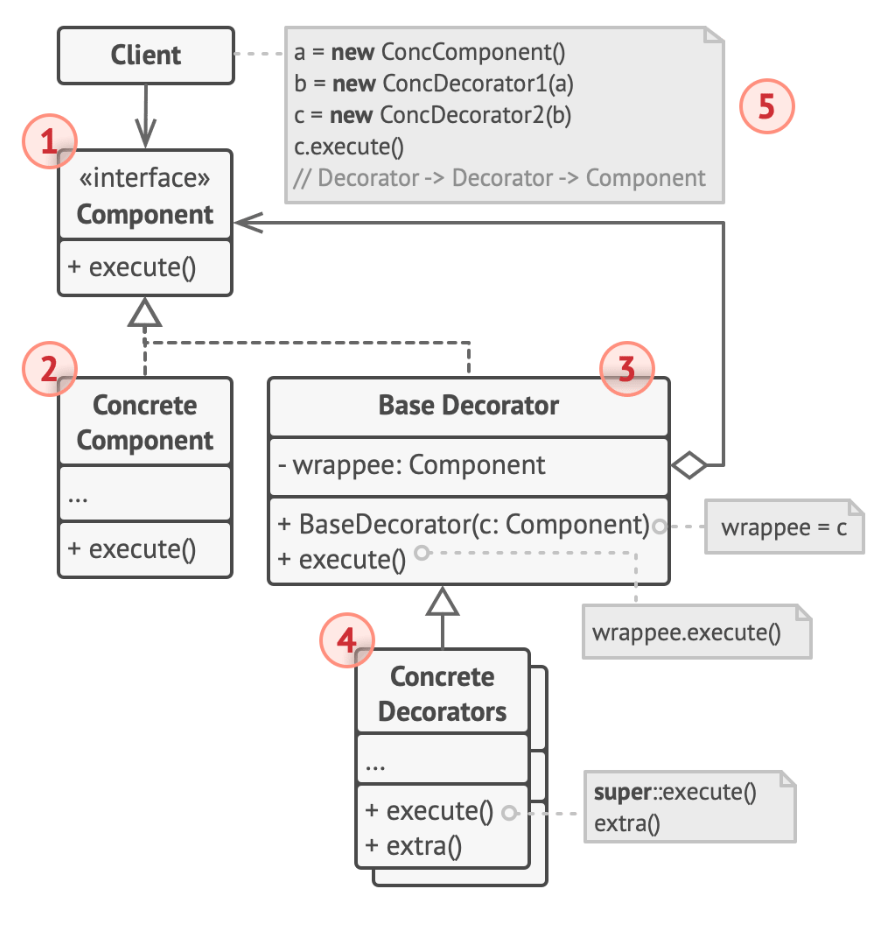 Client
a = new ConcComponent()
b = new ConcDecorator1(a)
c = new ConcDecorator2(b)
c.execute()
// Decorator -> Decorator -> Component
5
1
«interface»
Component
+ execute()
2
Concrete
Component
...
+ execute()
3
Base Decorator
- wrappee: Component
+ BaseDecorator(c: Component)
+ execute()
wrappee = c
wrappee.execute()
4
Concrete
Decorators
...
+ execute()
+ extra()
super::execute()
extra()